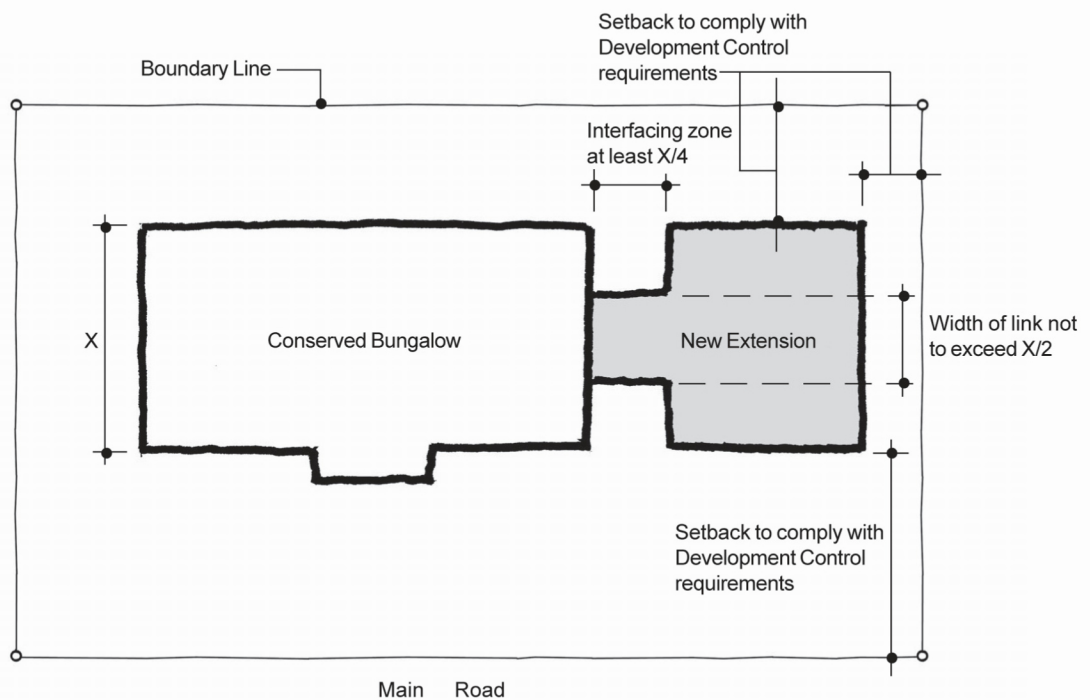 Setback to comply with
Development Control
requirements
Boundary Line
Interfacing zone
at least X/4
X
Conserved Bungalow
New Extension
Width of link not
to exceed X/2
Setback to comply with
Development Control
requirements
Main Road